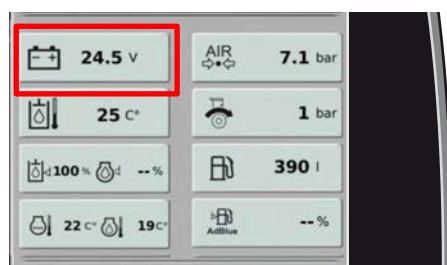 24.5 V
AIR
7.1 bar
25 C°
1 bar
100 % --%
390 l
22 C° 19C°
AdBlue
--%